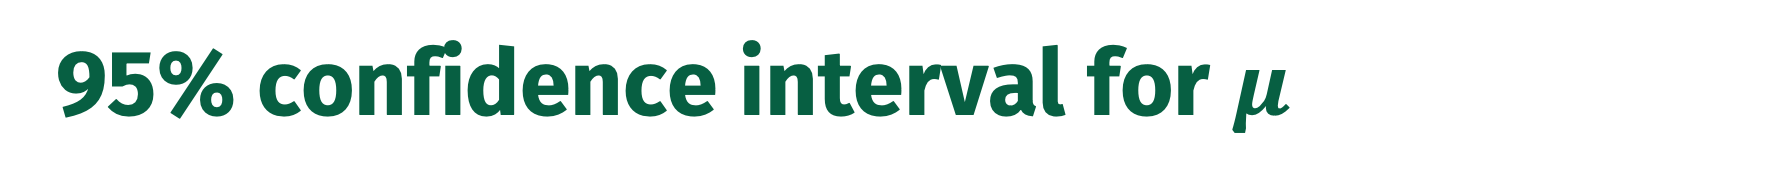 95% confidence interval for μ